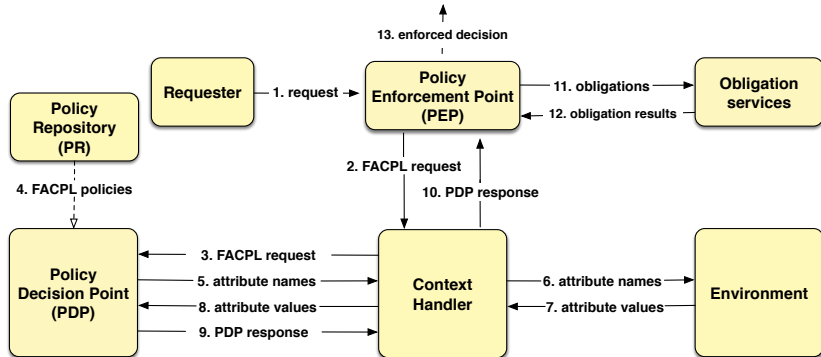 13. enforced decision
Requester
1. request
Policy
Enforcement Point
(PEP)
11. obligations
12. obligation results
Obligation
services
Policy
Repository
(PR)
2. FACPL request
10. PDP response
4. FACPL policies
Policy
Decision Point
(PDP)
3. FACPL request
5. attribute names
8. attribute values
9. PDP response
Context
Handler
6. attribute names
7. attribute values
Environment